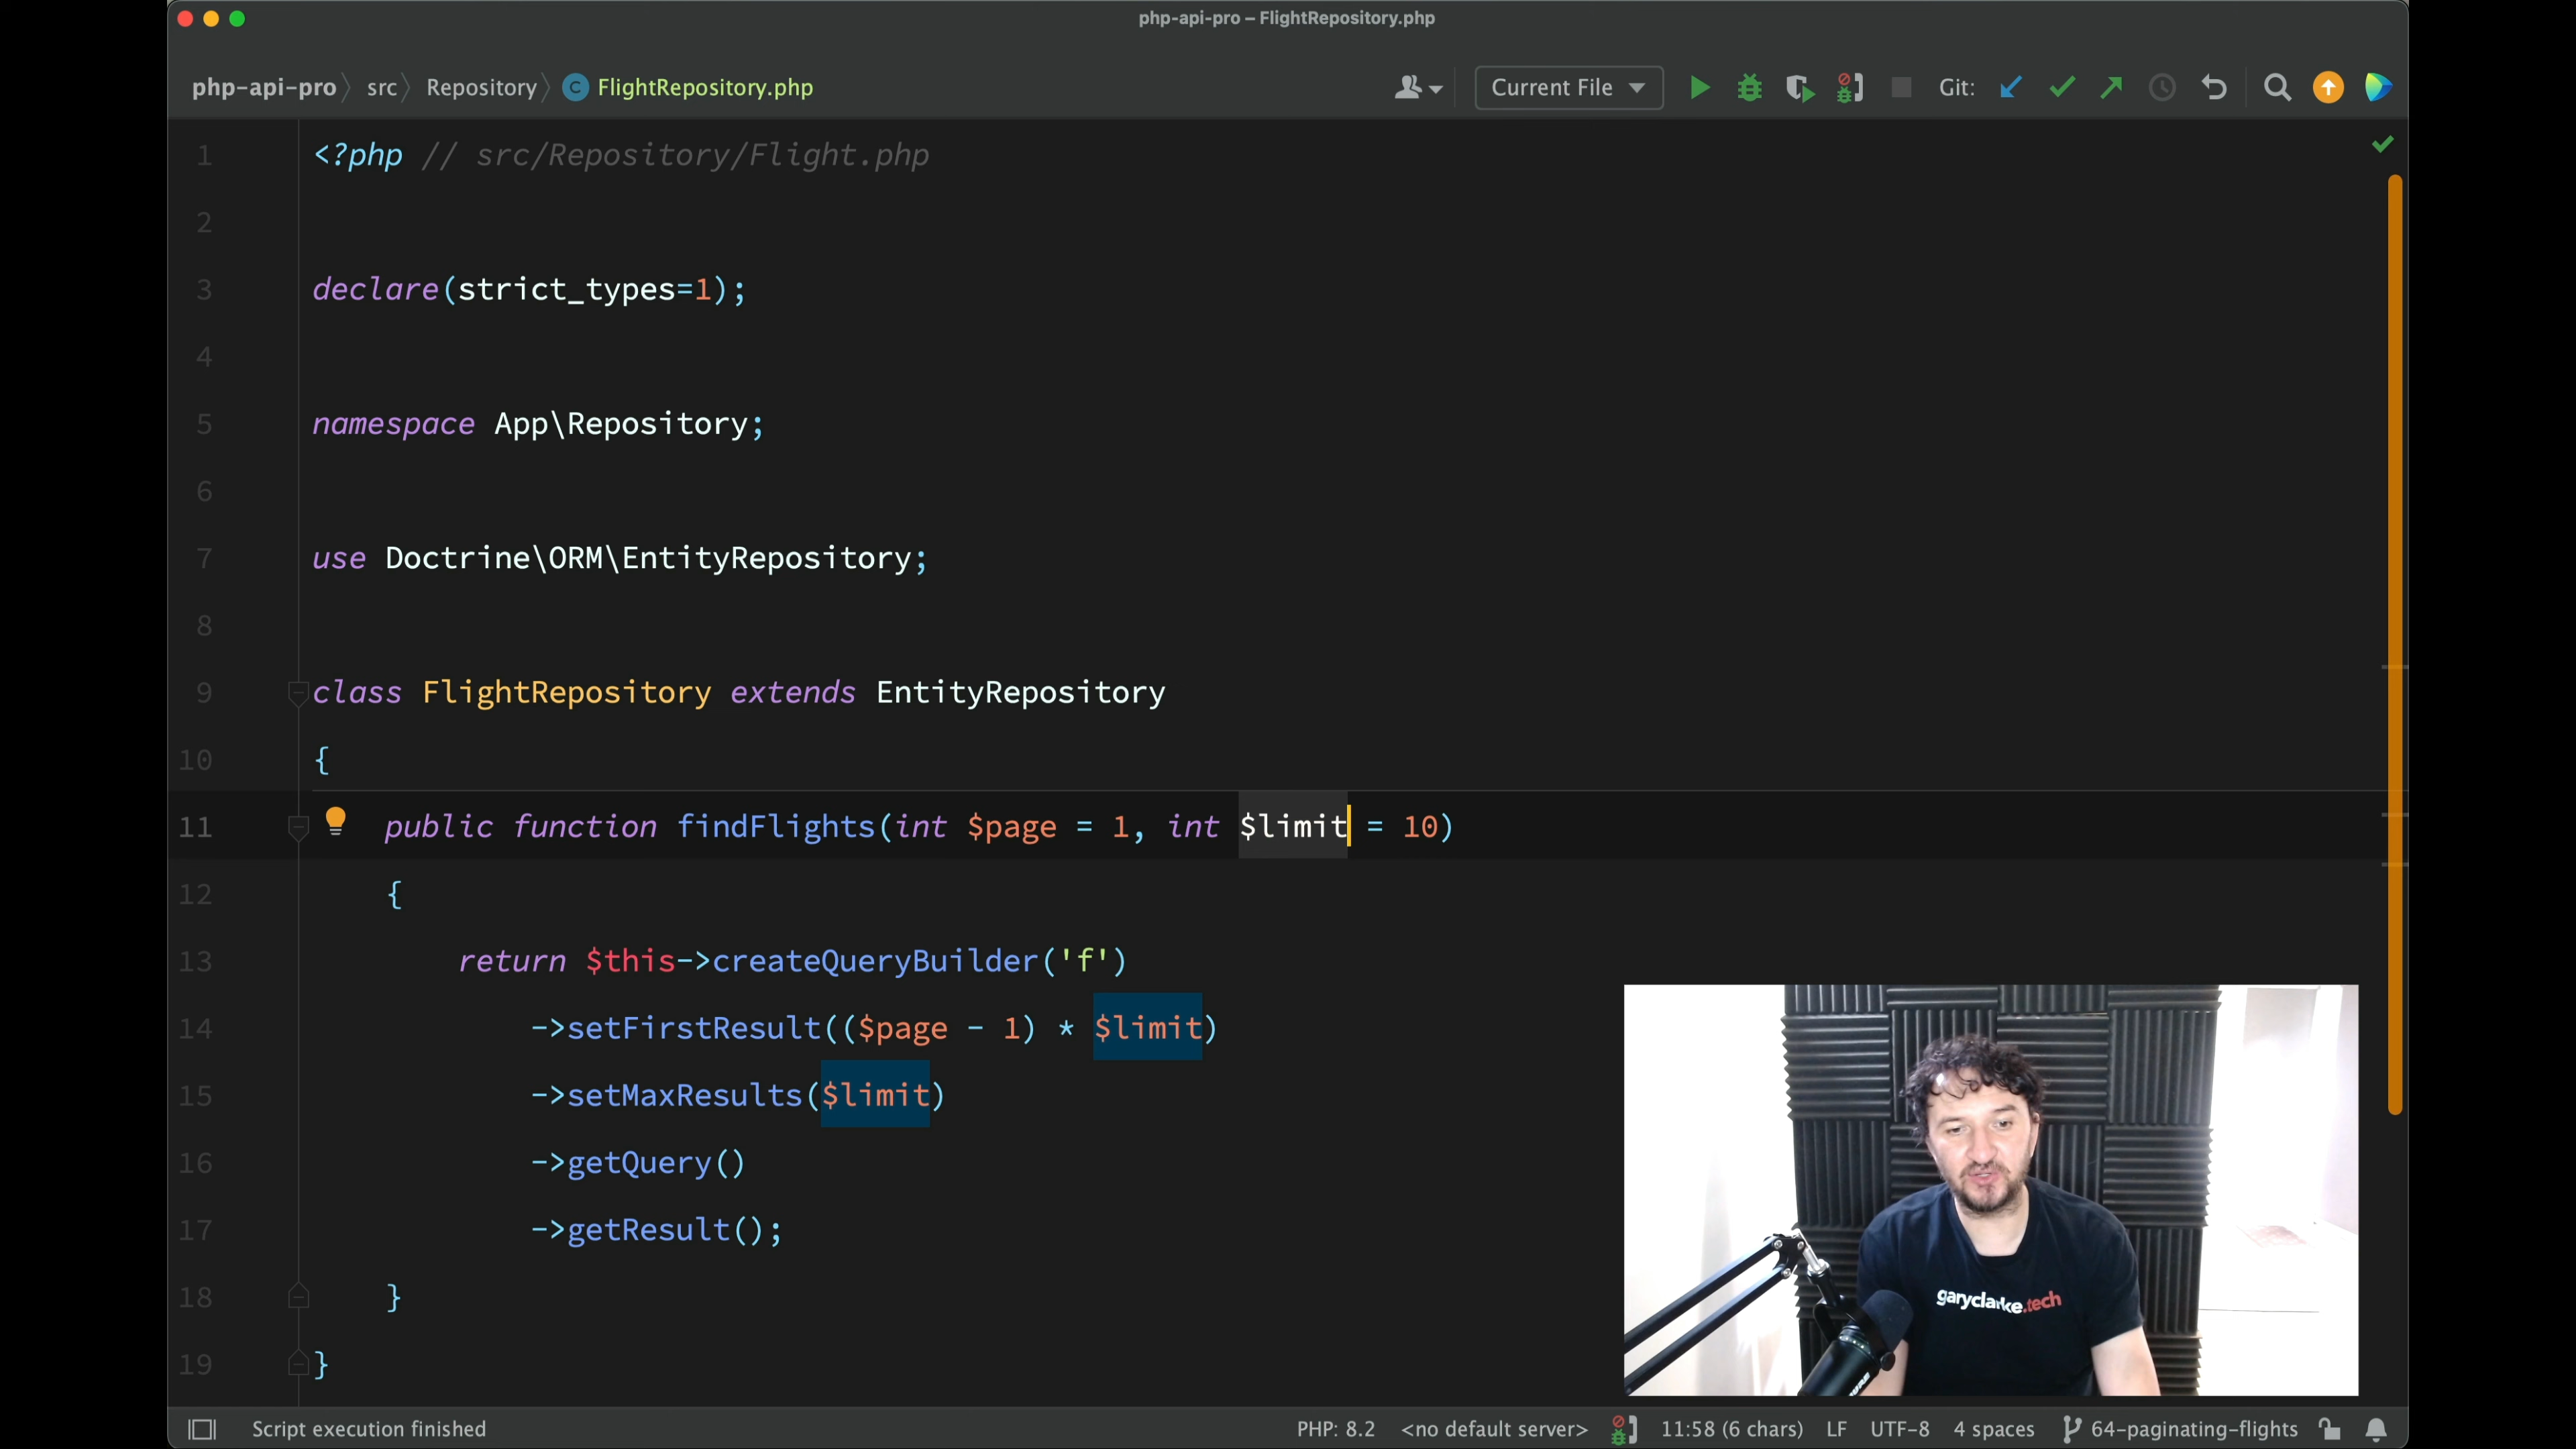 php-api-pro – FlightRepository.php
php-api-pro src Repository C FlightRepository.php Current File Git:
1 <?php // src/Repository/Flight.php
2
3 declare(strict_types=1);
4
5 namespace App\Repository;
6
7 use Doctrine\ORM\EntityRepository;
8
9 class FlightRepository extends EntityRepository
10 {
11 public function findFlights(int $page = 1, int $limit = 10)
12 {
13 return $this->createQueryBuilder('f')
14 ->setFirstResult(($page - 1) * $limit)
15 ->setMaxResults($limit)
16 ->getQuery()
17 ->getResult();
18 }
19 }
garyclarke.tech
Script execution finished PHP: 8.2 <no default server> 11:58 (6 chars) LF UTF-8 4 spaces 64-paginating-flights